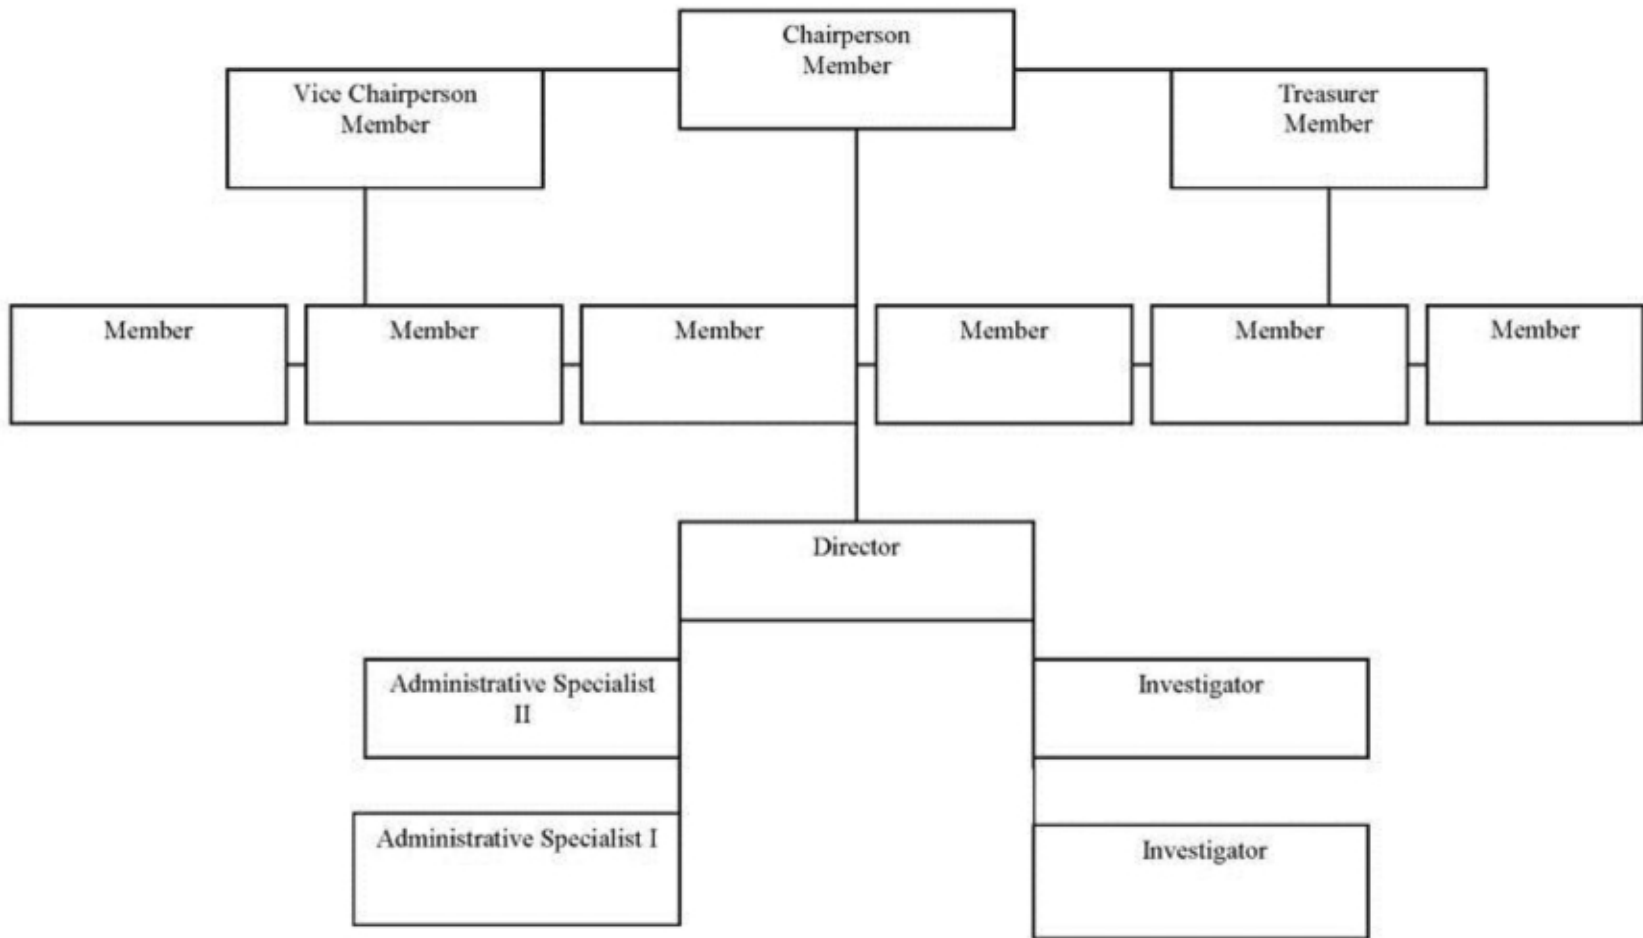 Chairperson
Member
Vice Chairperson
Member
Treasurer
Member
Member
Member
Member
Member
Member
Member
Director
Administrative Specialist
II
Investigator
Administrative Specialist I
Investigator